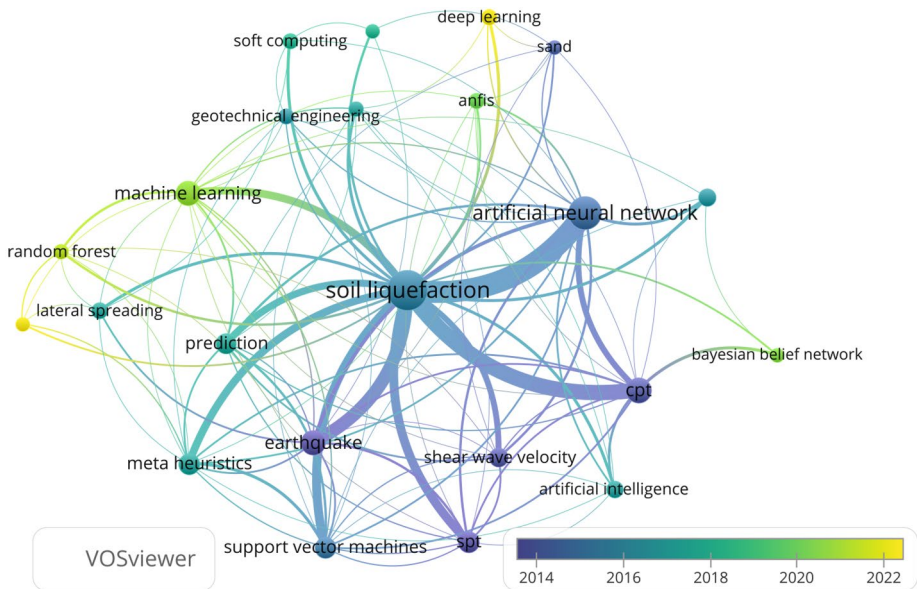 deep learning
soft computing
sand
anfis
geotechnical engineering
machine learning
artificial neural network
random forest
soil liquefaction
lateral spreading
prediction
bayesian belief network
cpt
earthquake
shear wave velocity
meta heuristics
artificial intelligence
support vector machines
spt
VOSviewer
2014 2016 2018 2020 2022